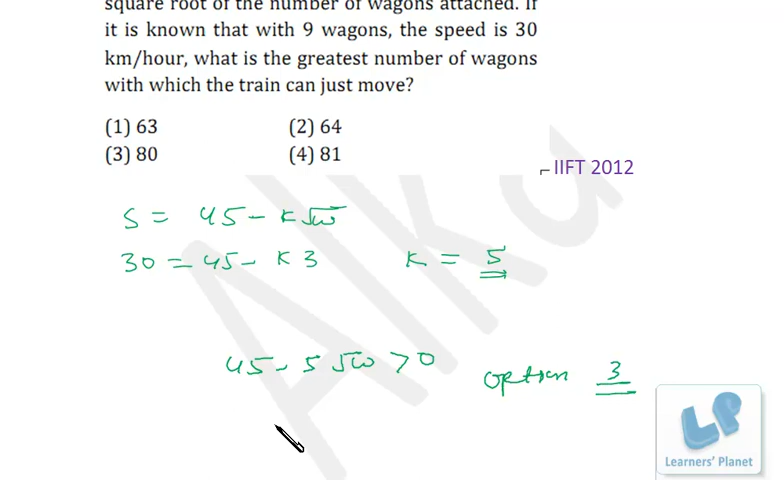 square root of the number of wagons attached. If
it is known that with 9 wagons, the speed is 30
km/hour, what is the greatest number of wagons
with which the train can just move?
(1) 63 (2) 64
(3) 80 (4) 81
IIFT 2012
S = 45 - K√w
30 = 45 - K 3 K = 5
45 - 5 √w > 0 option 3
Alka
LP
Learners' Planet